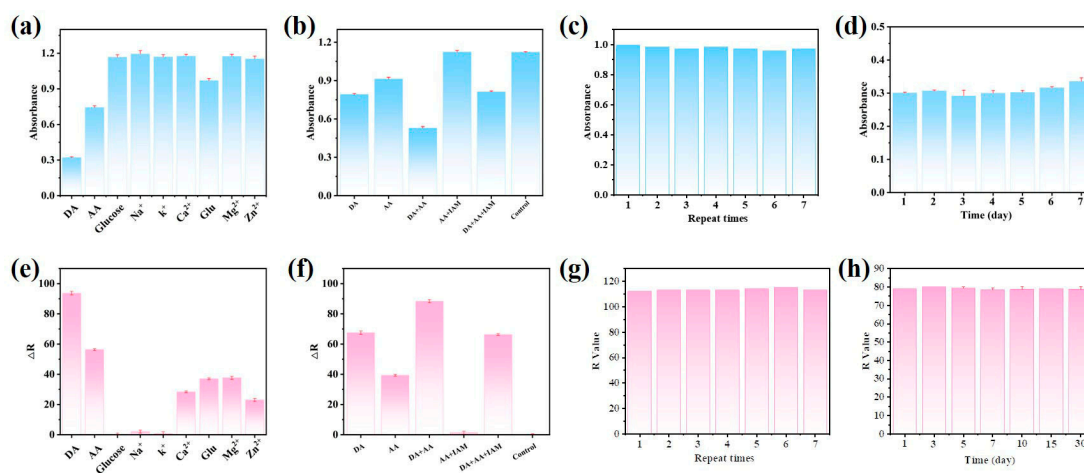 (a)
Absorbance
1.2
0.9
0.6
0.3
0.0
DA AA Glucose Na⁺ k⁺ Ca²⁺ Glu Mg²⁺ Zn²⁺
(b)
Absorbance
1.2
0.9
0.6
0.3
0.0
DA AA DA+AA AA+IAM DA+AA+IAM Control
(c)
Absorbance
1.0
0.8
0.6
0.4
0.2
0.0
1 2 3 4 5 6 7
Repeat times
(d)
Absorbance
0.5
0.4
0.3
0.2
0.1
0.0
1 2 3 4 5 6 7
Time (day)
(e)
△R
100
80
60
40
20
0
DA AA Glucose Na⁺ k⁺ Ca²⁺ Glu Mg²⁺ Zn²⁺
(f)
△R
100
80
60
40
20
0
DA AA DA+AA AA+IAM DA+AA+IAM Control
(g)
R Value
120
100
80
60
40
20
0
1 2 3 4 5 6 7
Repeat times
(h)
R Value
90
80
70
60
50
40
30
20
10
0
1 3 5 7 10 15 30
Time (day)